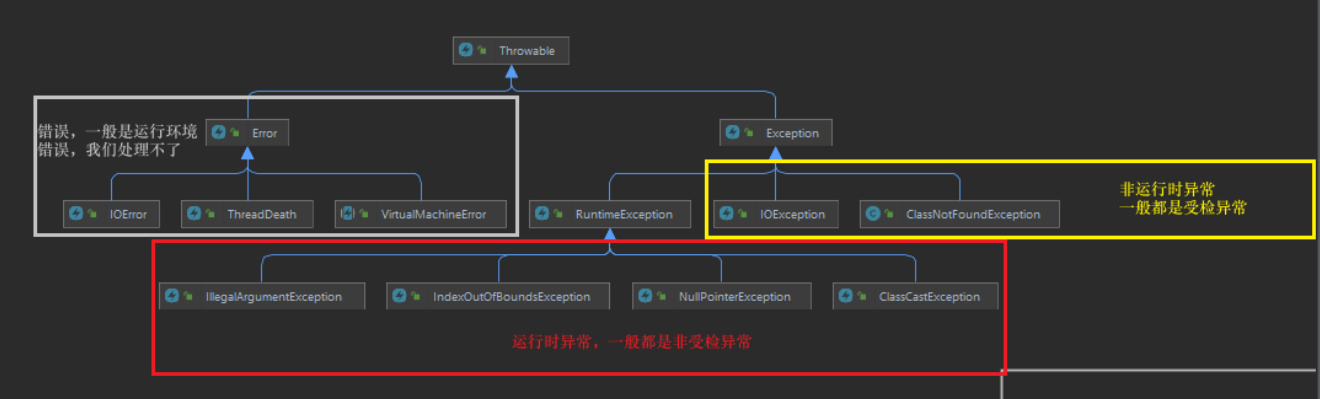 Throwable
错误，一般是运行环境
错误，我们处理不了
Error
Exception
IOError
ThreadDeath
VirtualMachineError
RuntimeException
IOException
ClassNotFoundException
非运行时异常
一般都是受检异常
IllegalArgumentException
IndexOutOfBoundsException
NullPointerException
ClassCastException
运行时异常，一般都是非受检异常